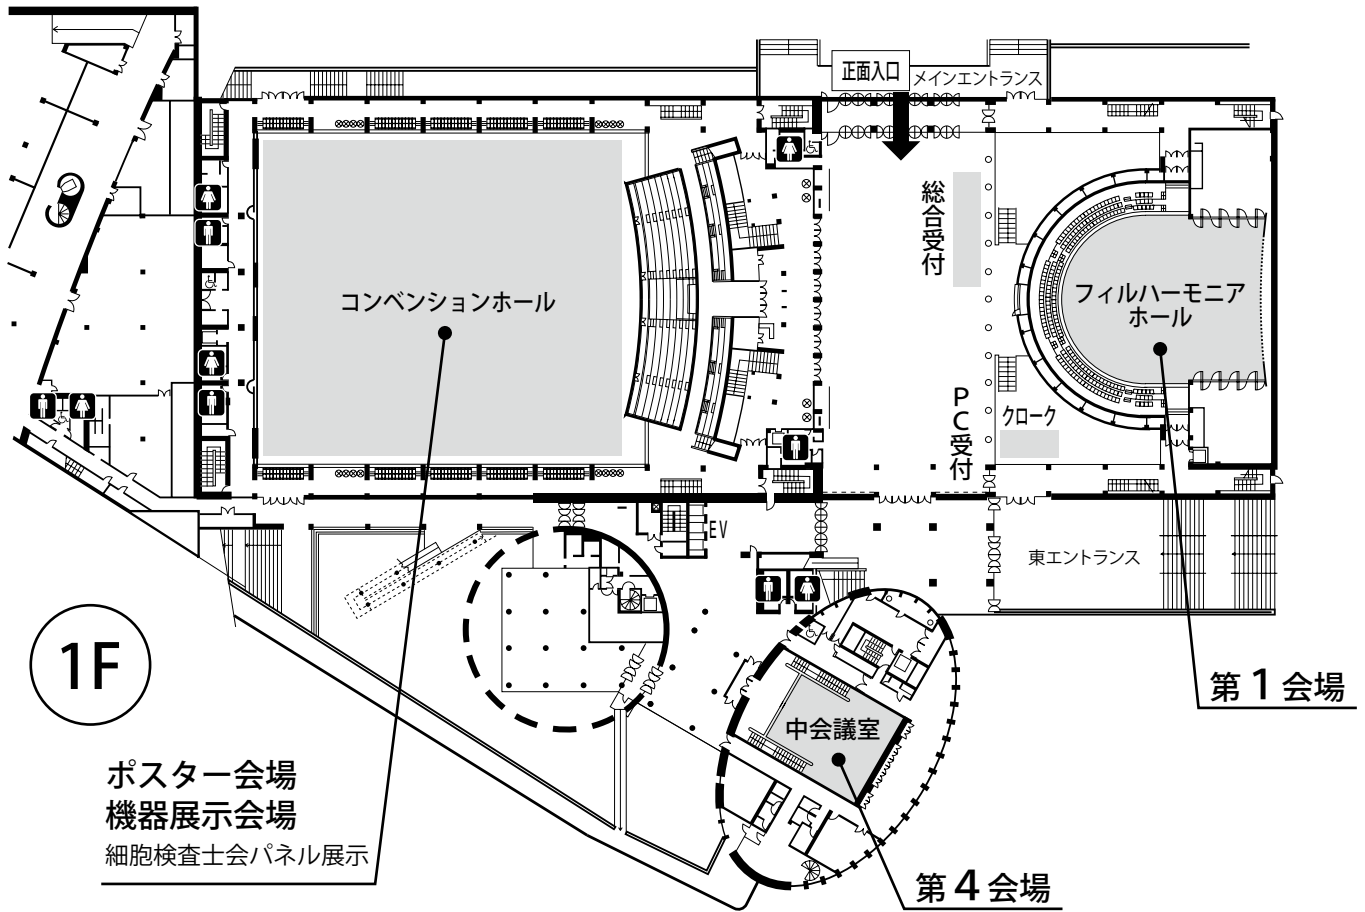 正面入口
メインエントランス
総合受付
コンベンションホール
フィルハーモニア
ホール
PC受付
クローク
EV
東エントランス
1F
第1会場
中会議室
ポスター会場
機器展示会場
細胞検査士会パネル展示
第4会場